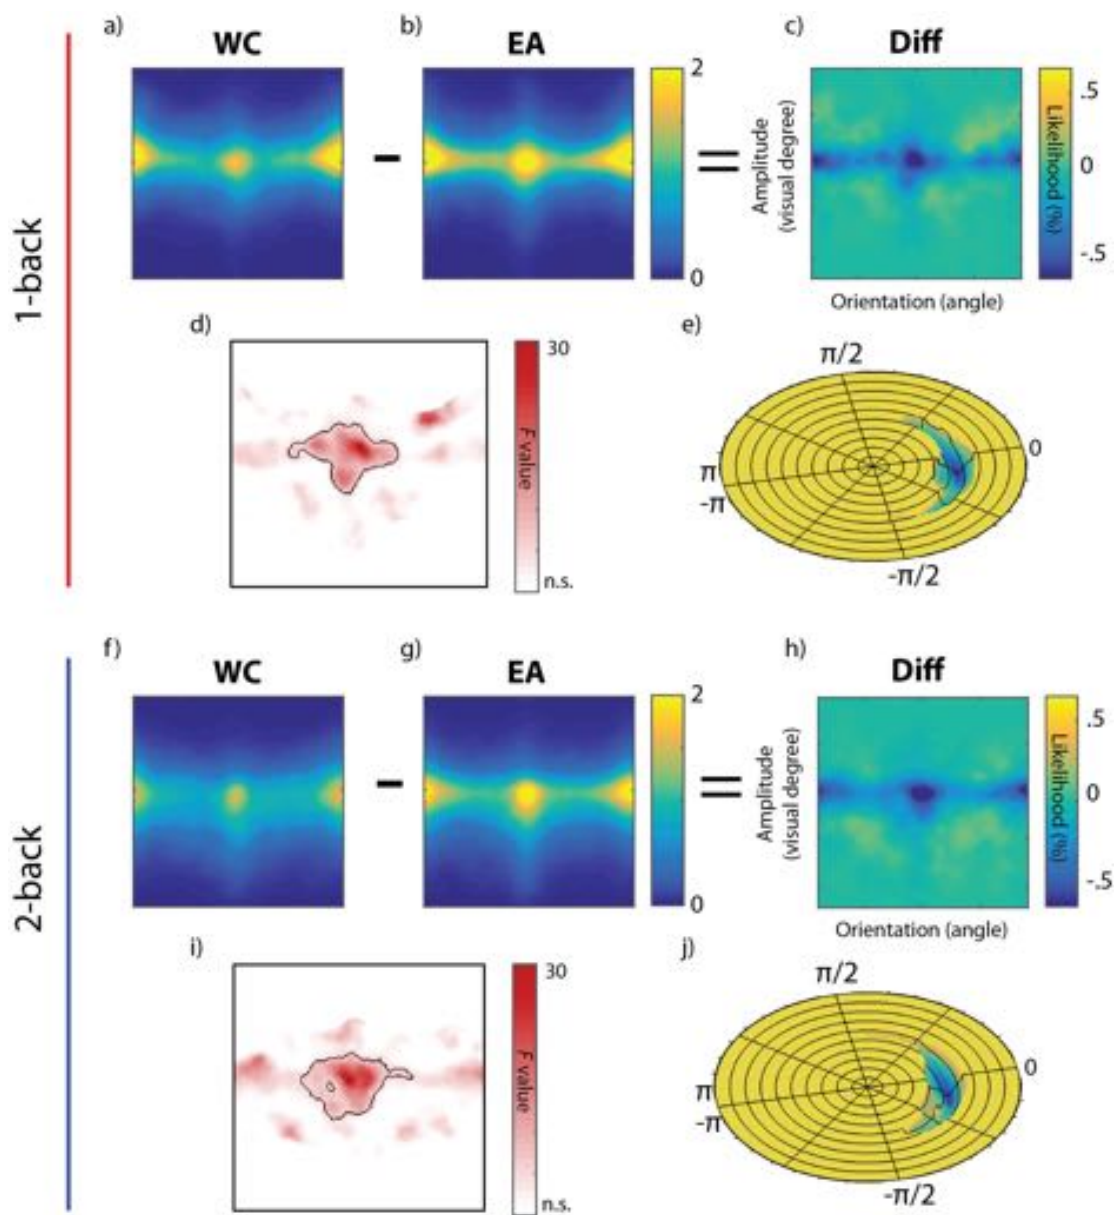 a)
WC
b)
EA
c)
Diff
-
=
2
0
Amplitude
(visual degree)
.5
0
-.5
Likelihood (%)
Orientation (angle)
1-back
d)
30
F value
n.s.
e)
π/2
0
π
-π
-π/2
f)
WC
g)
EA
h)
Diff
-
=
2
0
Amplitude
(visual degree)
.5
0
-.5
Likelihood (%)
Orientation (angle)
2-back
i)
30
F value
n.s.
j)
π/2
0
π
-π
-π/2